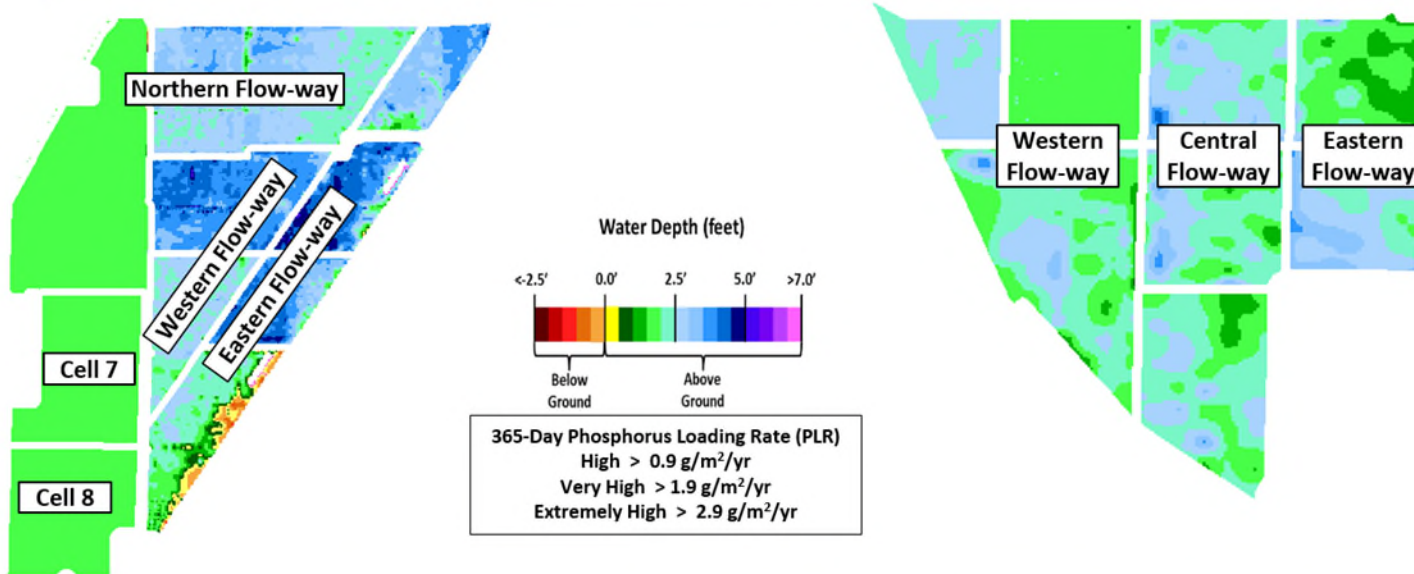 Northern Flow-way
Western Flow-way
Eastern Flow-way
Cell 7
Cell 8
Water Depth (feet)
<-2.5' 0.0' 2.5' 5.0' >7.0'
Below
Ground
Above
Ground
365-Day Phosphorus Loading Rate (PLR)
High > 0.9 g/m²/yr
Very High > 1.9 g/m²/yr
Extremely High > 2.9 g/m²/yr
Western
Flow-way
Central
Flow-way
Eastern
Flow-way